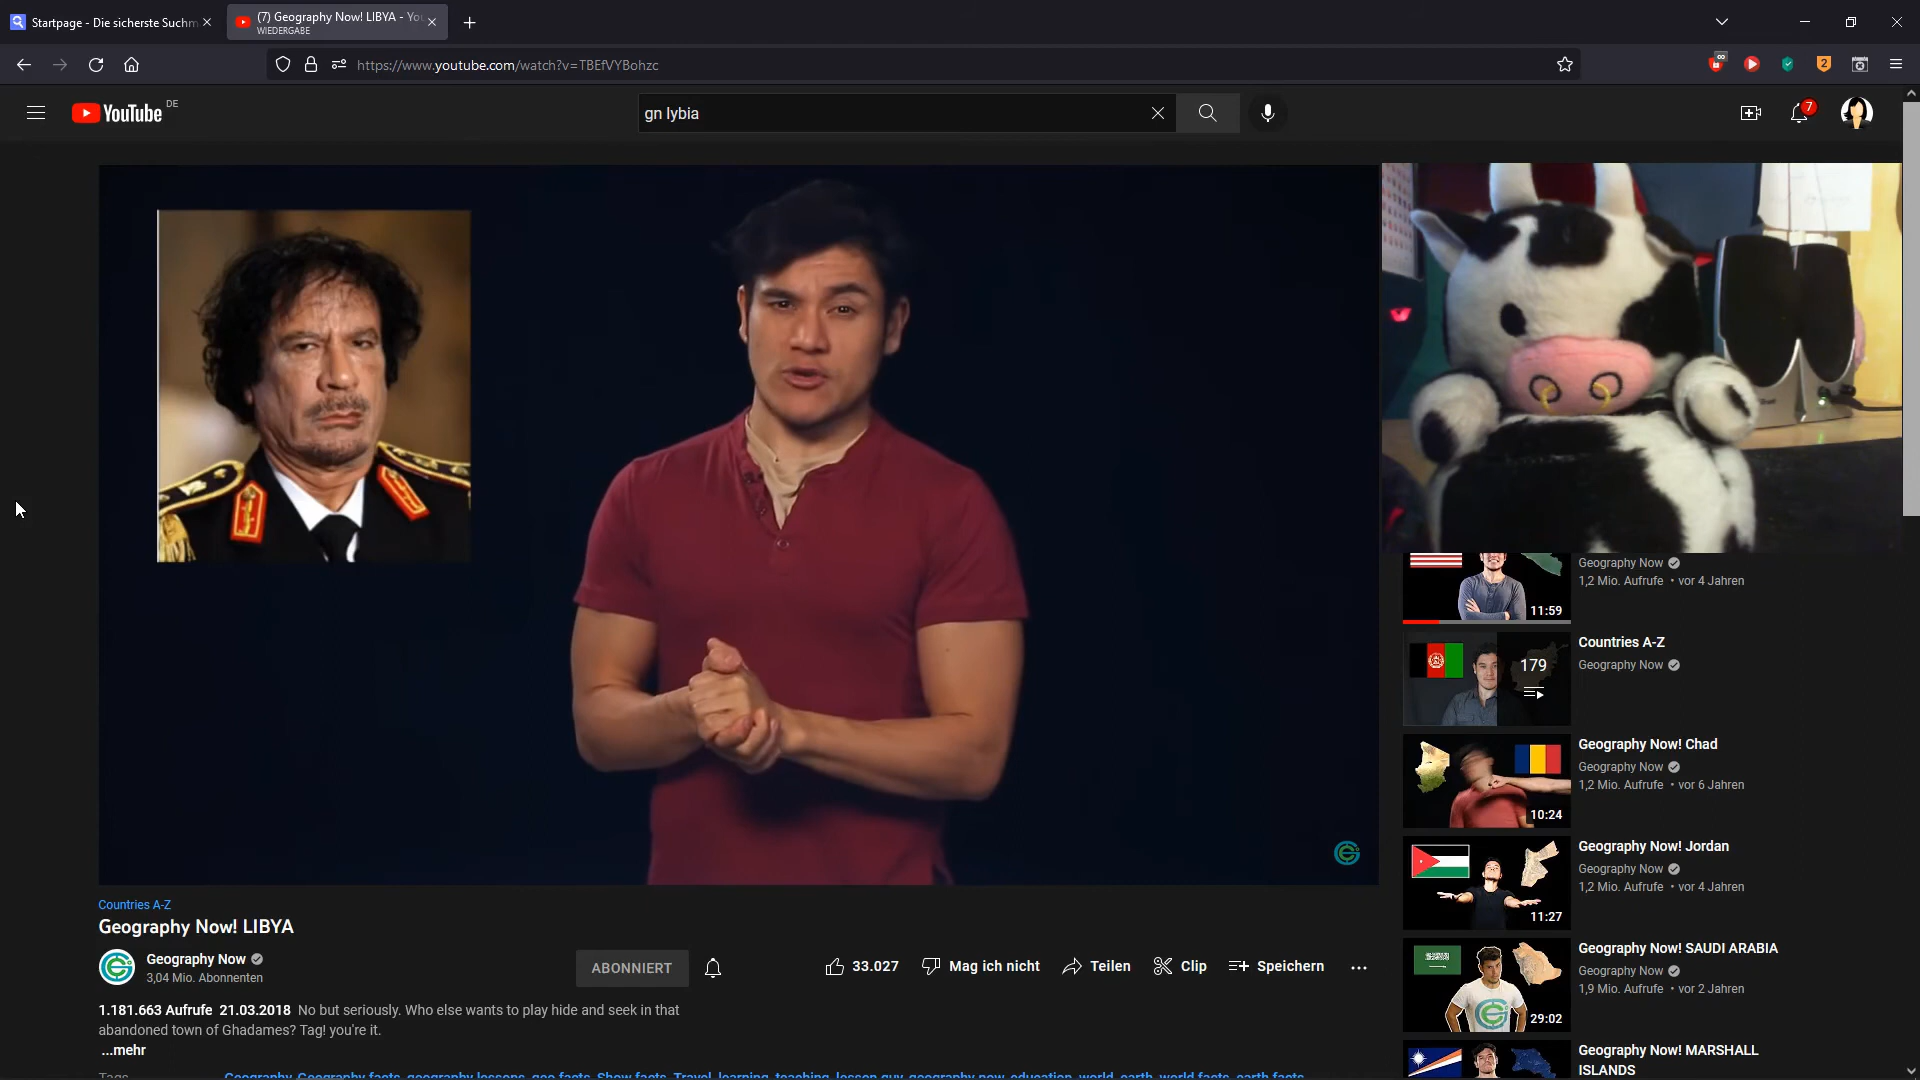 Startpage - Die sicherste Suchm
(7) Geography Now! LIBYA - Yo
WIEDERGABE
https://www.youtube.com/watch?v=TBEfVYBohzc
2
YouTube DE
gn lybia
7
Geography Now
1,2 Mio. Aufrufe • vor 4 Jahren
11:59
Countries A-Z
Geography Now
179
Geography Now! Chad
Geography Now
1,2 Mio. Aufrufe • vor 6 Jahren
10:24
Geography Now! Jordan
Geography Now
1,2 Mio. Aufrufe • vor 4 Jahren
11:27
Geography Now! SAUDI ARABIA
Geography Now
1,9 Mio. Aufrufe • vor 2 Jahren
29:02
Geography Now! MARSHALL
ISLANDS
Countries A-Z
Geography Now! LIBYA
Geography Now
3,04 Mio. Abonnenten
ABONNIERT
33.027
Mag ich nicht
Teilen
Clip
Speichern
1.181.663 Aufrufe 21.03.2018 No but seriously. Who else wants to play hide and seek in that
abandoned town of Ghadames? Tag! you're it.
...mehr
Tags
Geography, Geography facts, geography lessons, geo facts, Show facts, Travel, learning, teaching, lesson guy, geography now, education, world, earth, world facts, earth facts